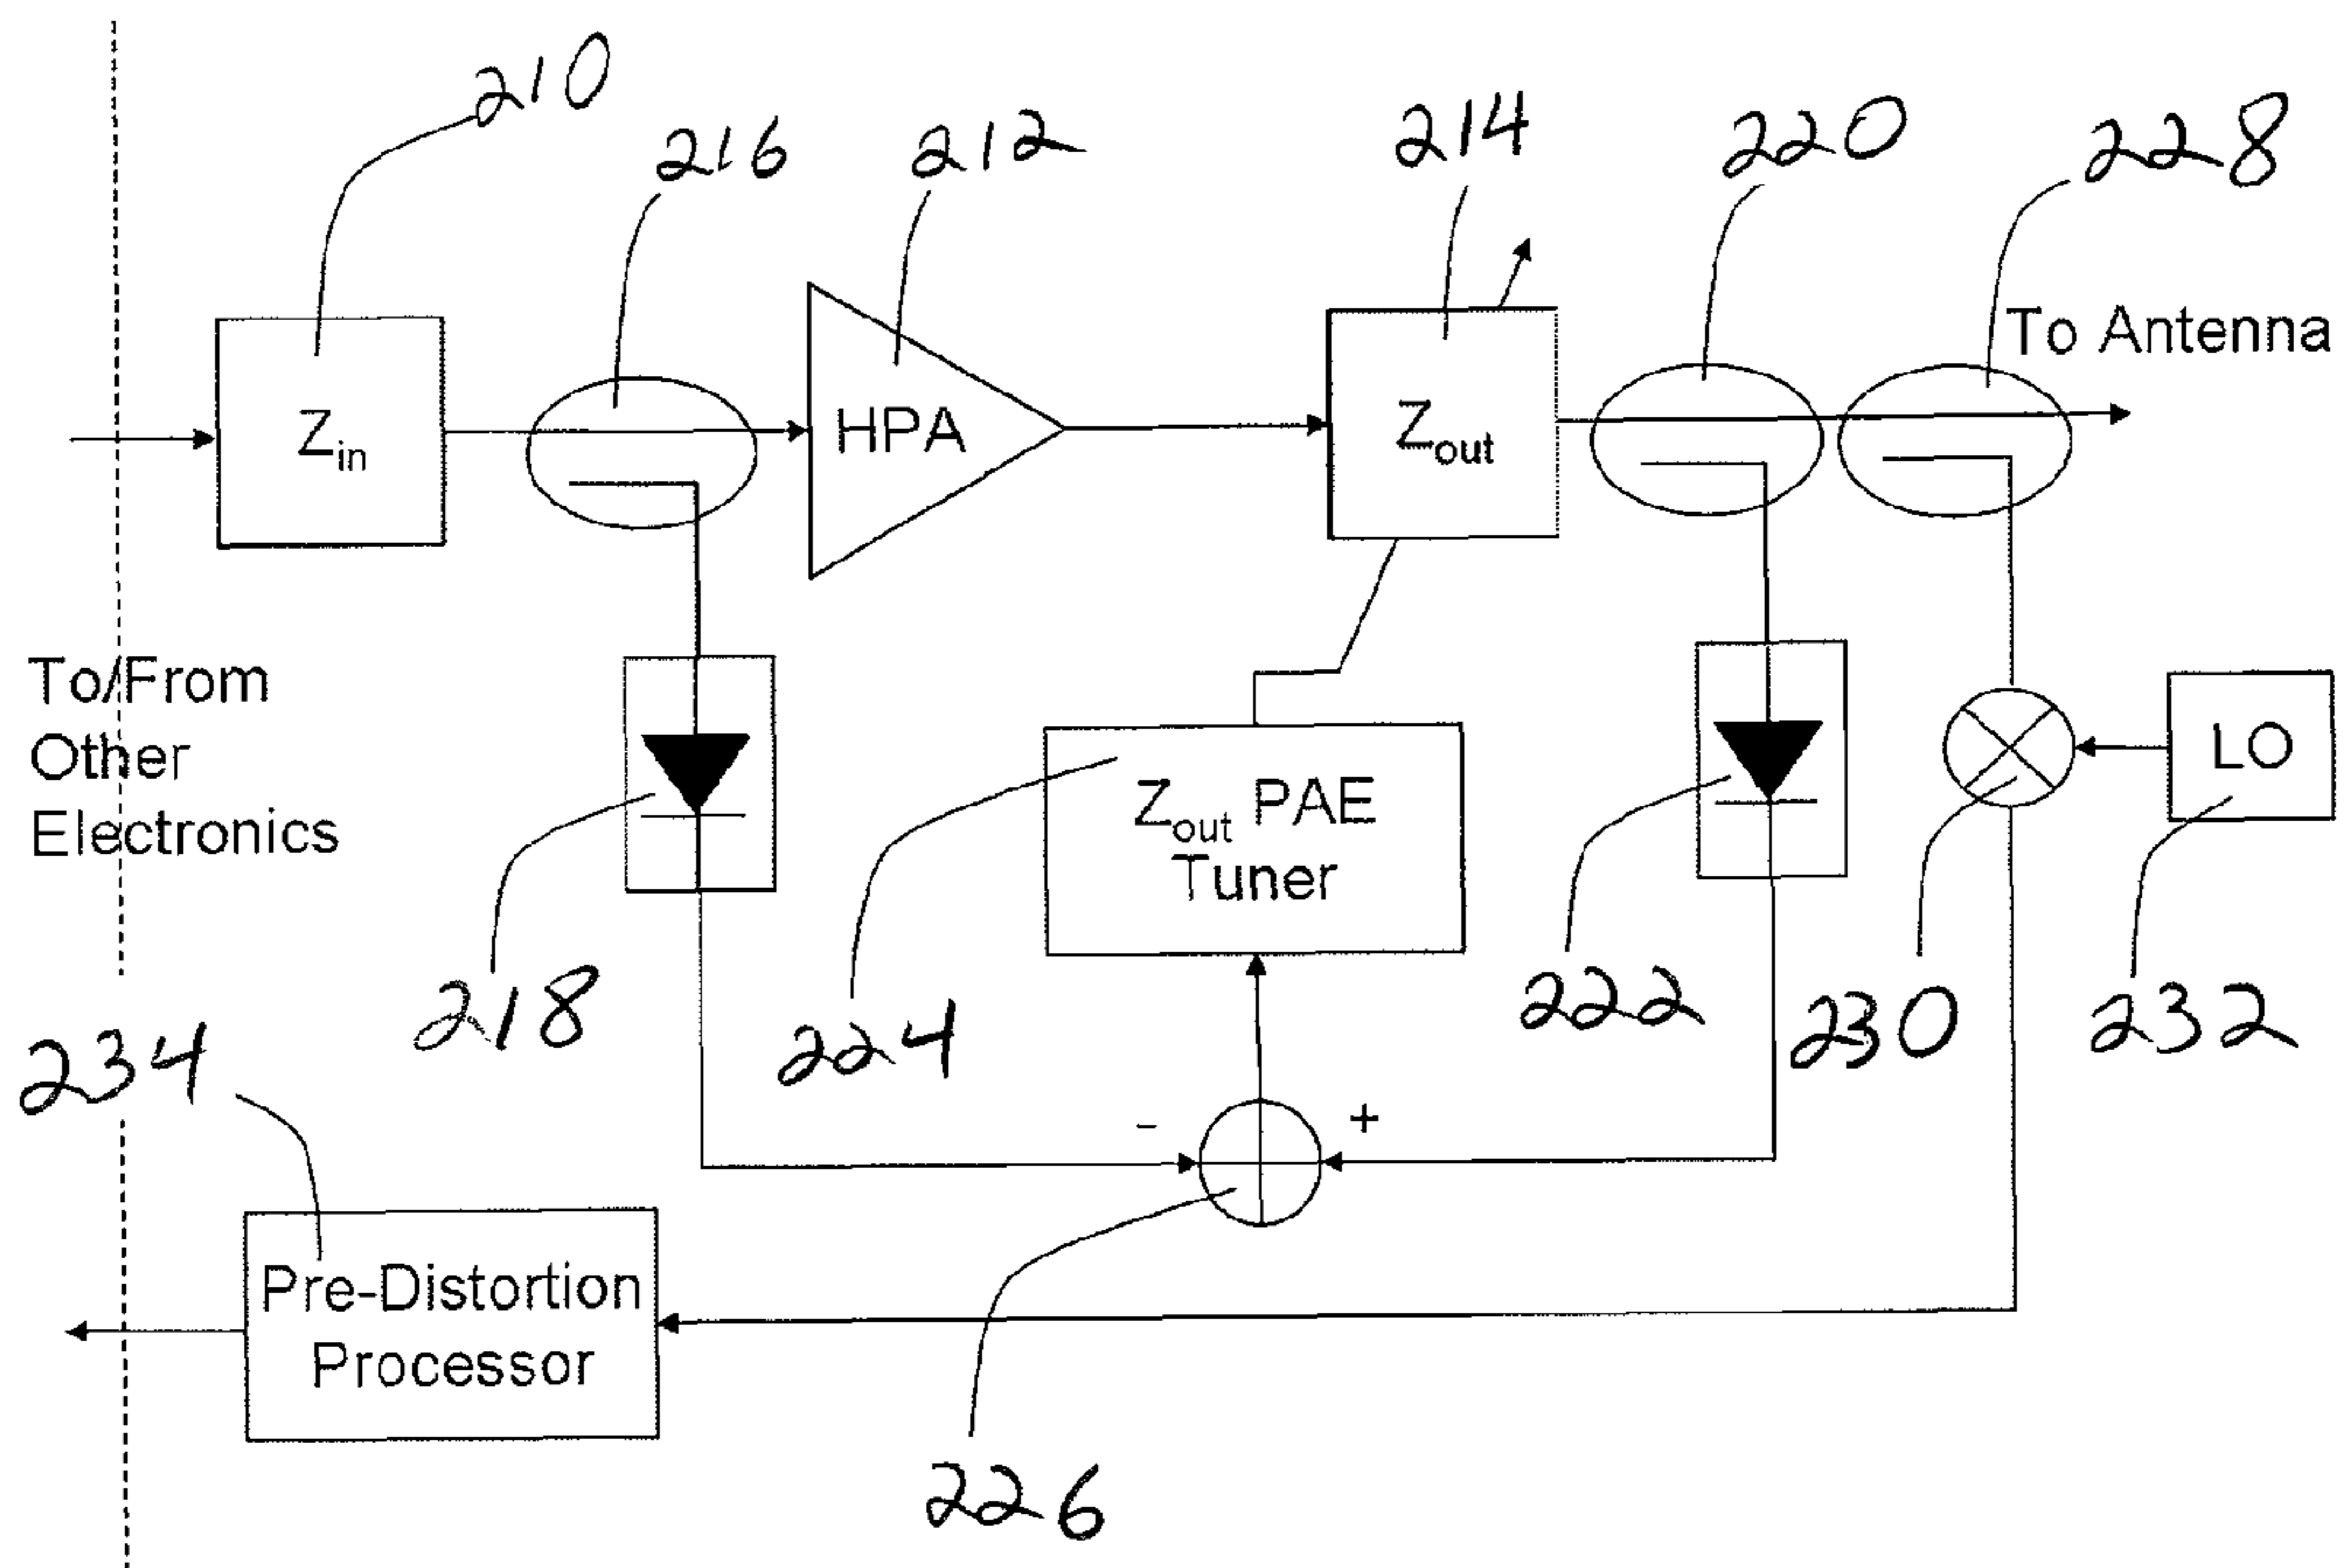 210
216
212
214
220
228
To Antenna
Zin
HPA
Zout
To/From
Other
Electronics
Zout PAE
Tuner
LO
218
224
222
230
232
234
-
+
Pre-Distortion
Processor
226